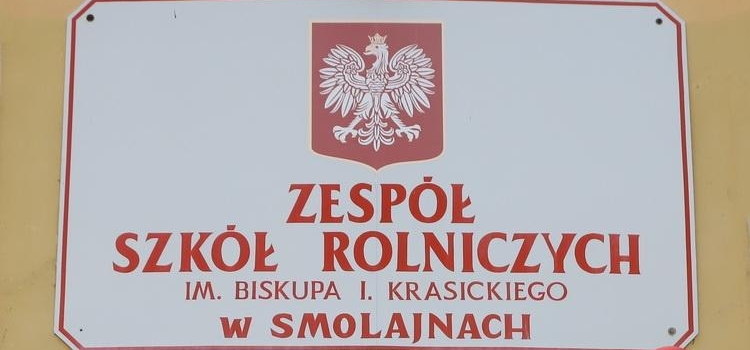 ZESPÓŁ
SZKÓŁ ROLNICZYCH
IM. BISKUPA I. KRASICKIEGO
W SMOLAJNACH